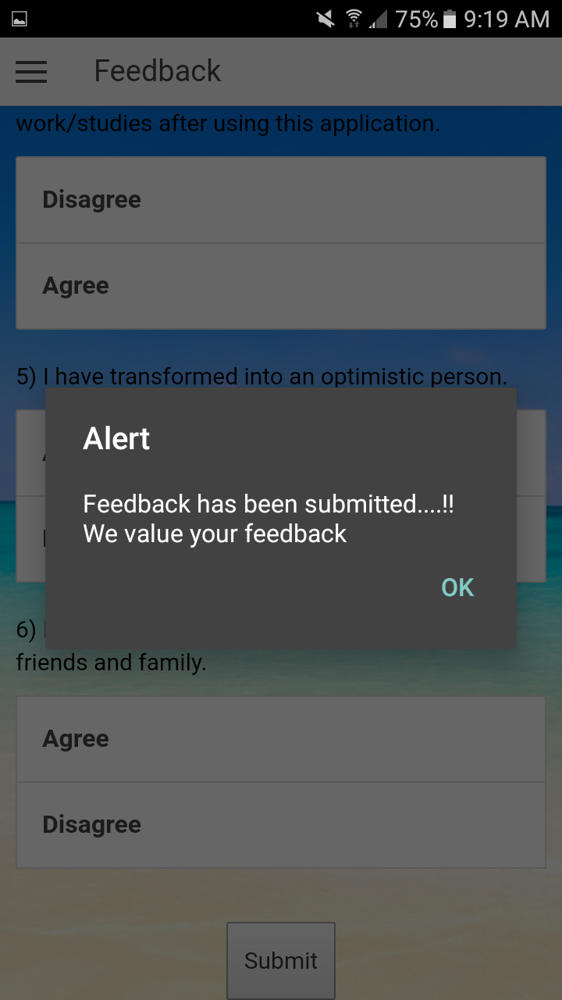 75% 9:19 AM
Feedback
work/studies after using this application.
Disagree
Agree
5) I have transformed into an optimistic person.
Alert
Feedback has been submitted....!!
We value your feedback
OK
6)
friends and family.
Agree
Disagree
Submit